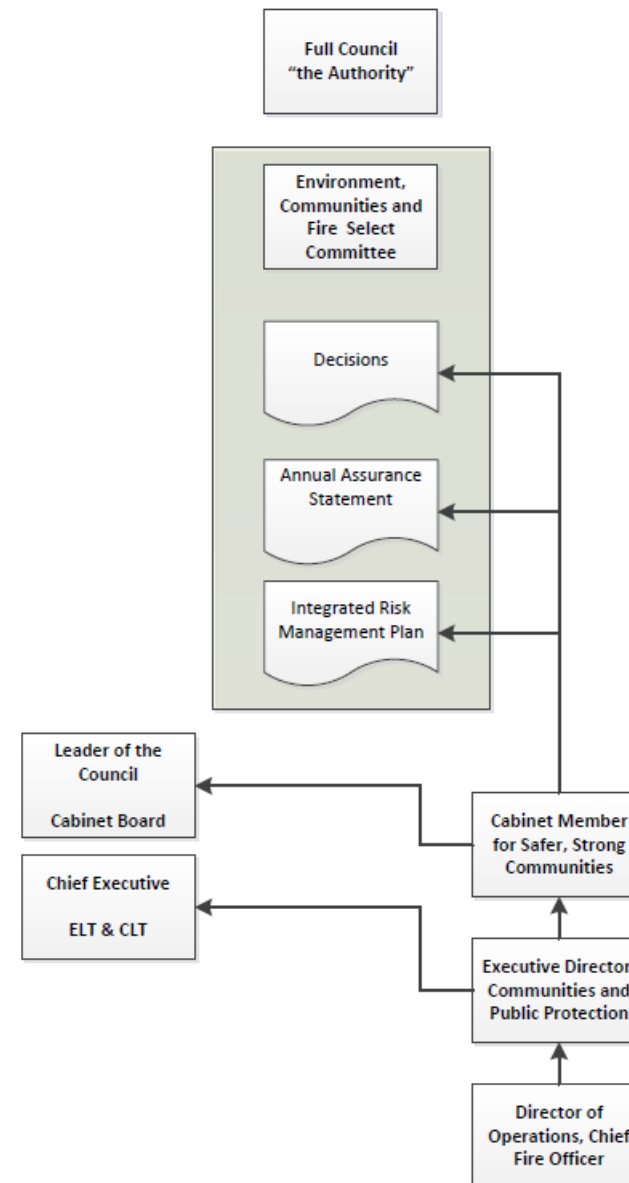 Full Council
“the Authority”
Environment,
Communities and
Fire Select
Committee
Decisions
Annual Assurance
Statement
Integrated Risk
Management Plan
Leader of the
Council
Cabinet Board
Cabinet Member
for Safer, Strong
Communities
Chief Executive
ELT & CLT
Executive Director
Communities and
Public Protection
Director of
Operations, Chief
Fire Officer